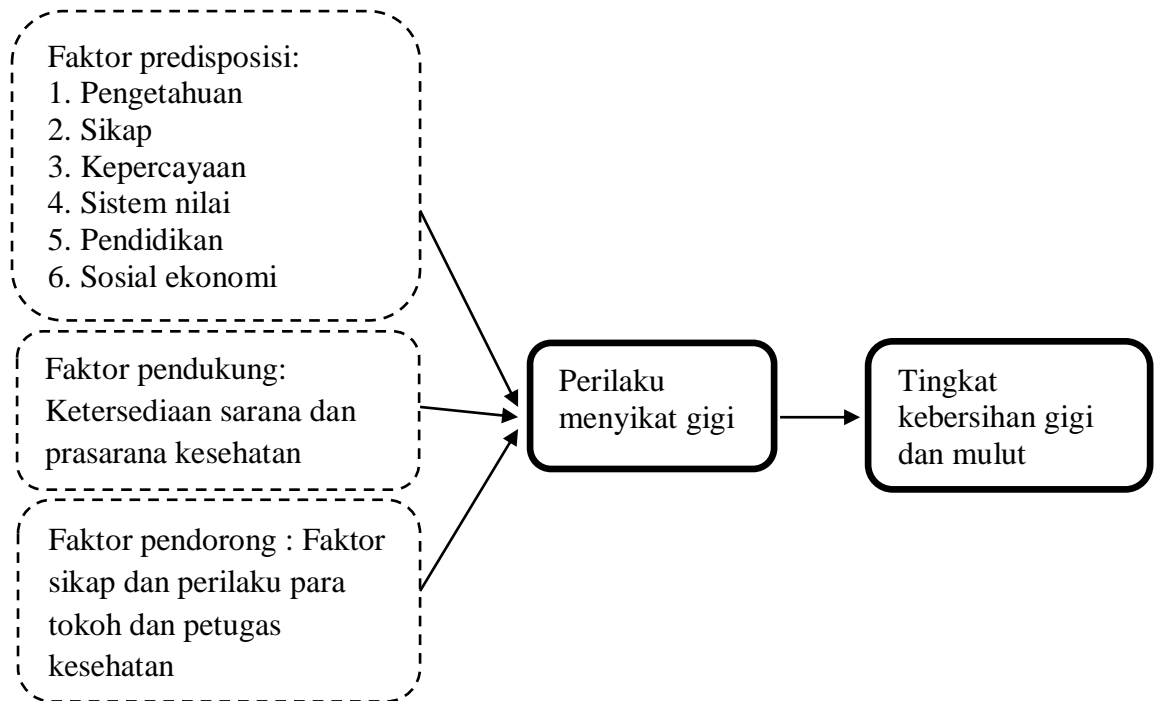 Faktor predisposisi:
1. Pengetahuan
2. Sikap
3. Kepercayaan
4. Sistem nilai
5. Pendidikan
6. Sosial ekonomi
Faktor pendukung:
Ketersediaan sarana dan
prasarana kesehatan
Faktor pendorong : Faktor
sikap dan perilaku para
tokoh dan petugas
kesehatan
Perilaku
menyikat gigi
Tingkat
kebersihan gigi
dan mulut